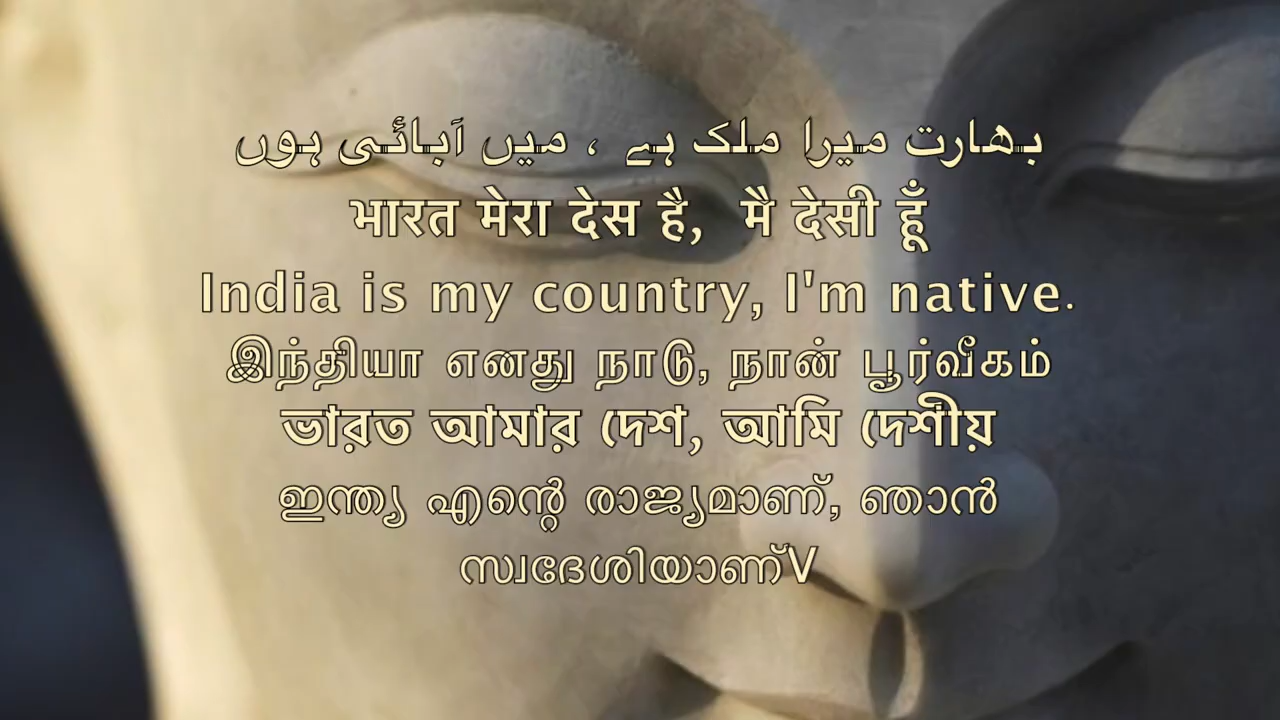 بھارت میرا ملک ہے ، میں آبائی ہوں
भारत मेरा देस है, मै देसी हूँ
India is my country, I'm native.
இந்தியா எனது நாடு, நான் பூர்வீகம்
ভারত আমার দেশ, আমি দেশীয়
ഇന്ത്യ എന്റെ രാജ്യമാണ്, ഞാൻ
സ്വദേശിയാണ്V